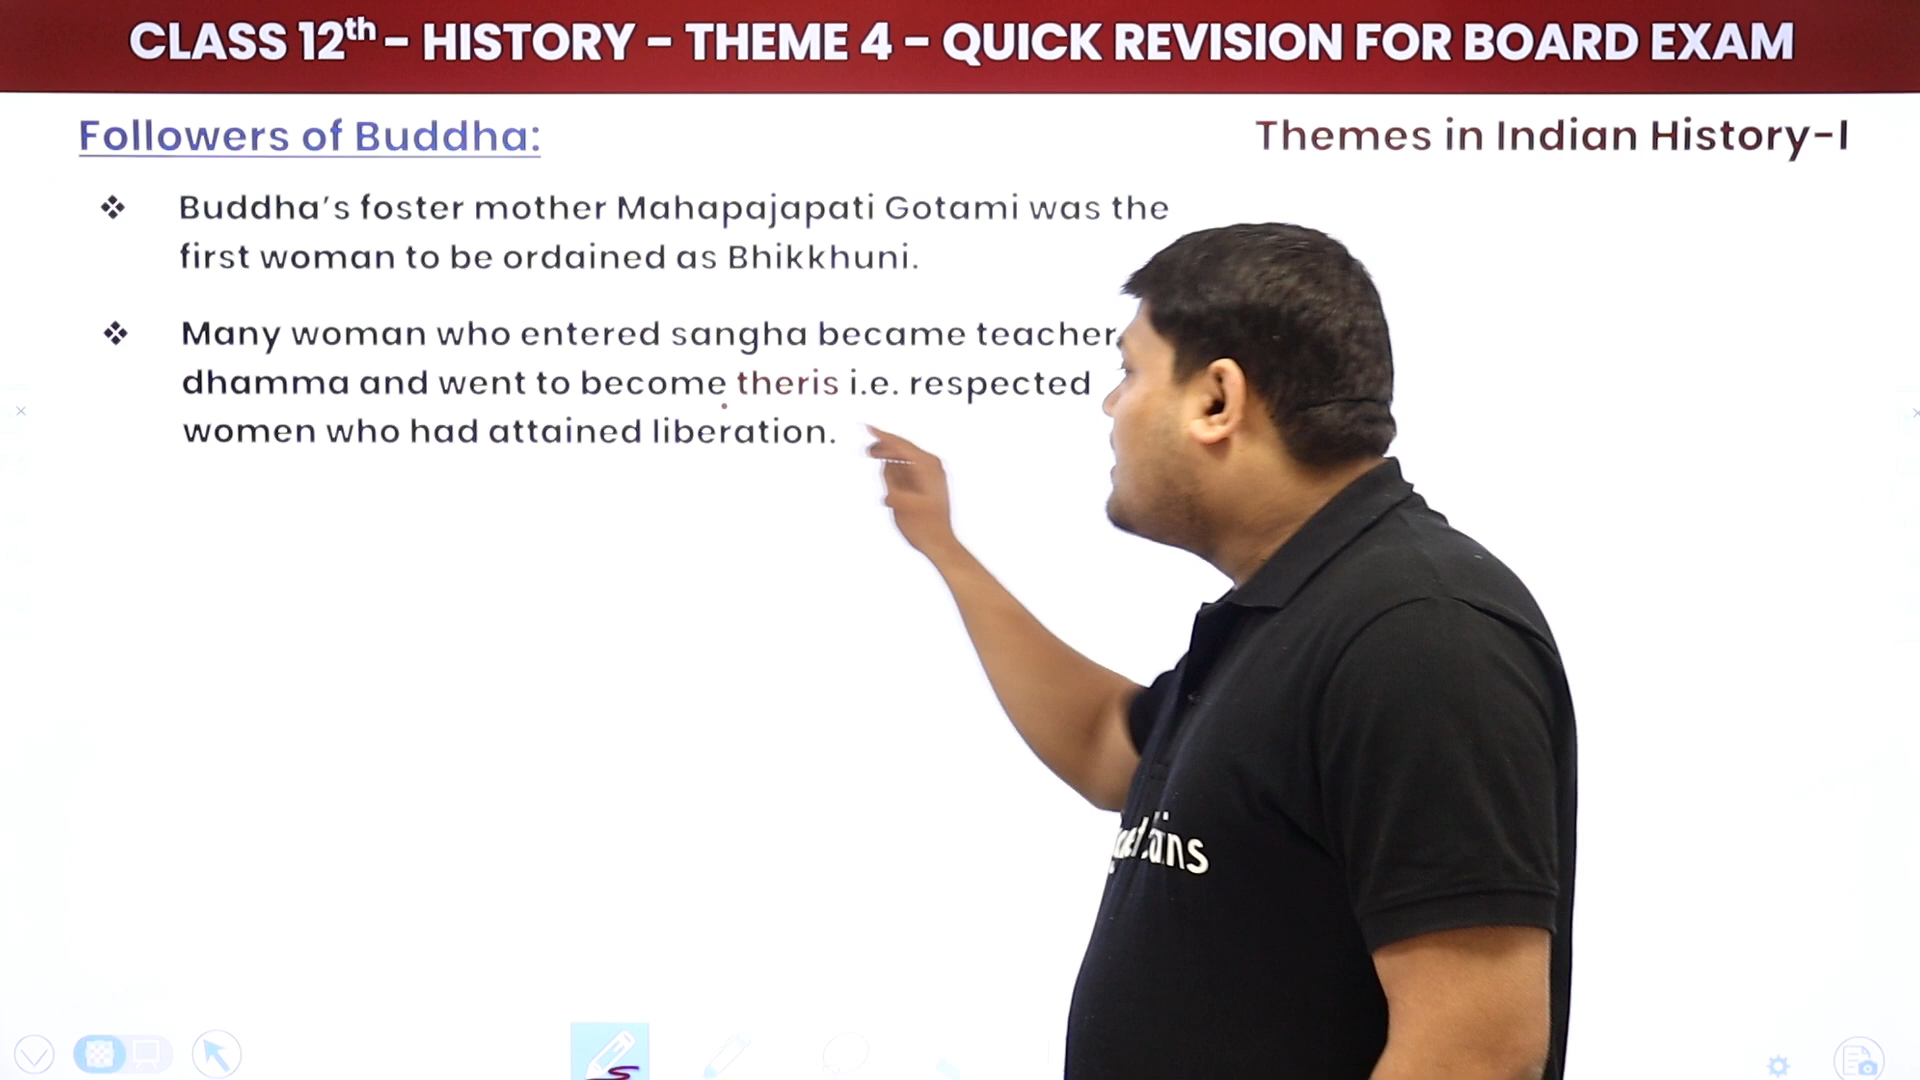 CLASS 12th - HISTORY - THEME 4 - QUICK REVISION FOR BOARD EXAM
Followers of Buddha:
Themes in Indian History-I
❖ Buddha's foster mother Mahapajapati Gotami was the
first woman to be ordained as Bhikkhuni.
❖ Many woman who entered sangha became teacher
dhamma and went to become theris i.e. respected
women who had attained liberation.